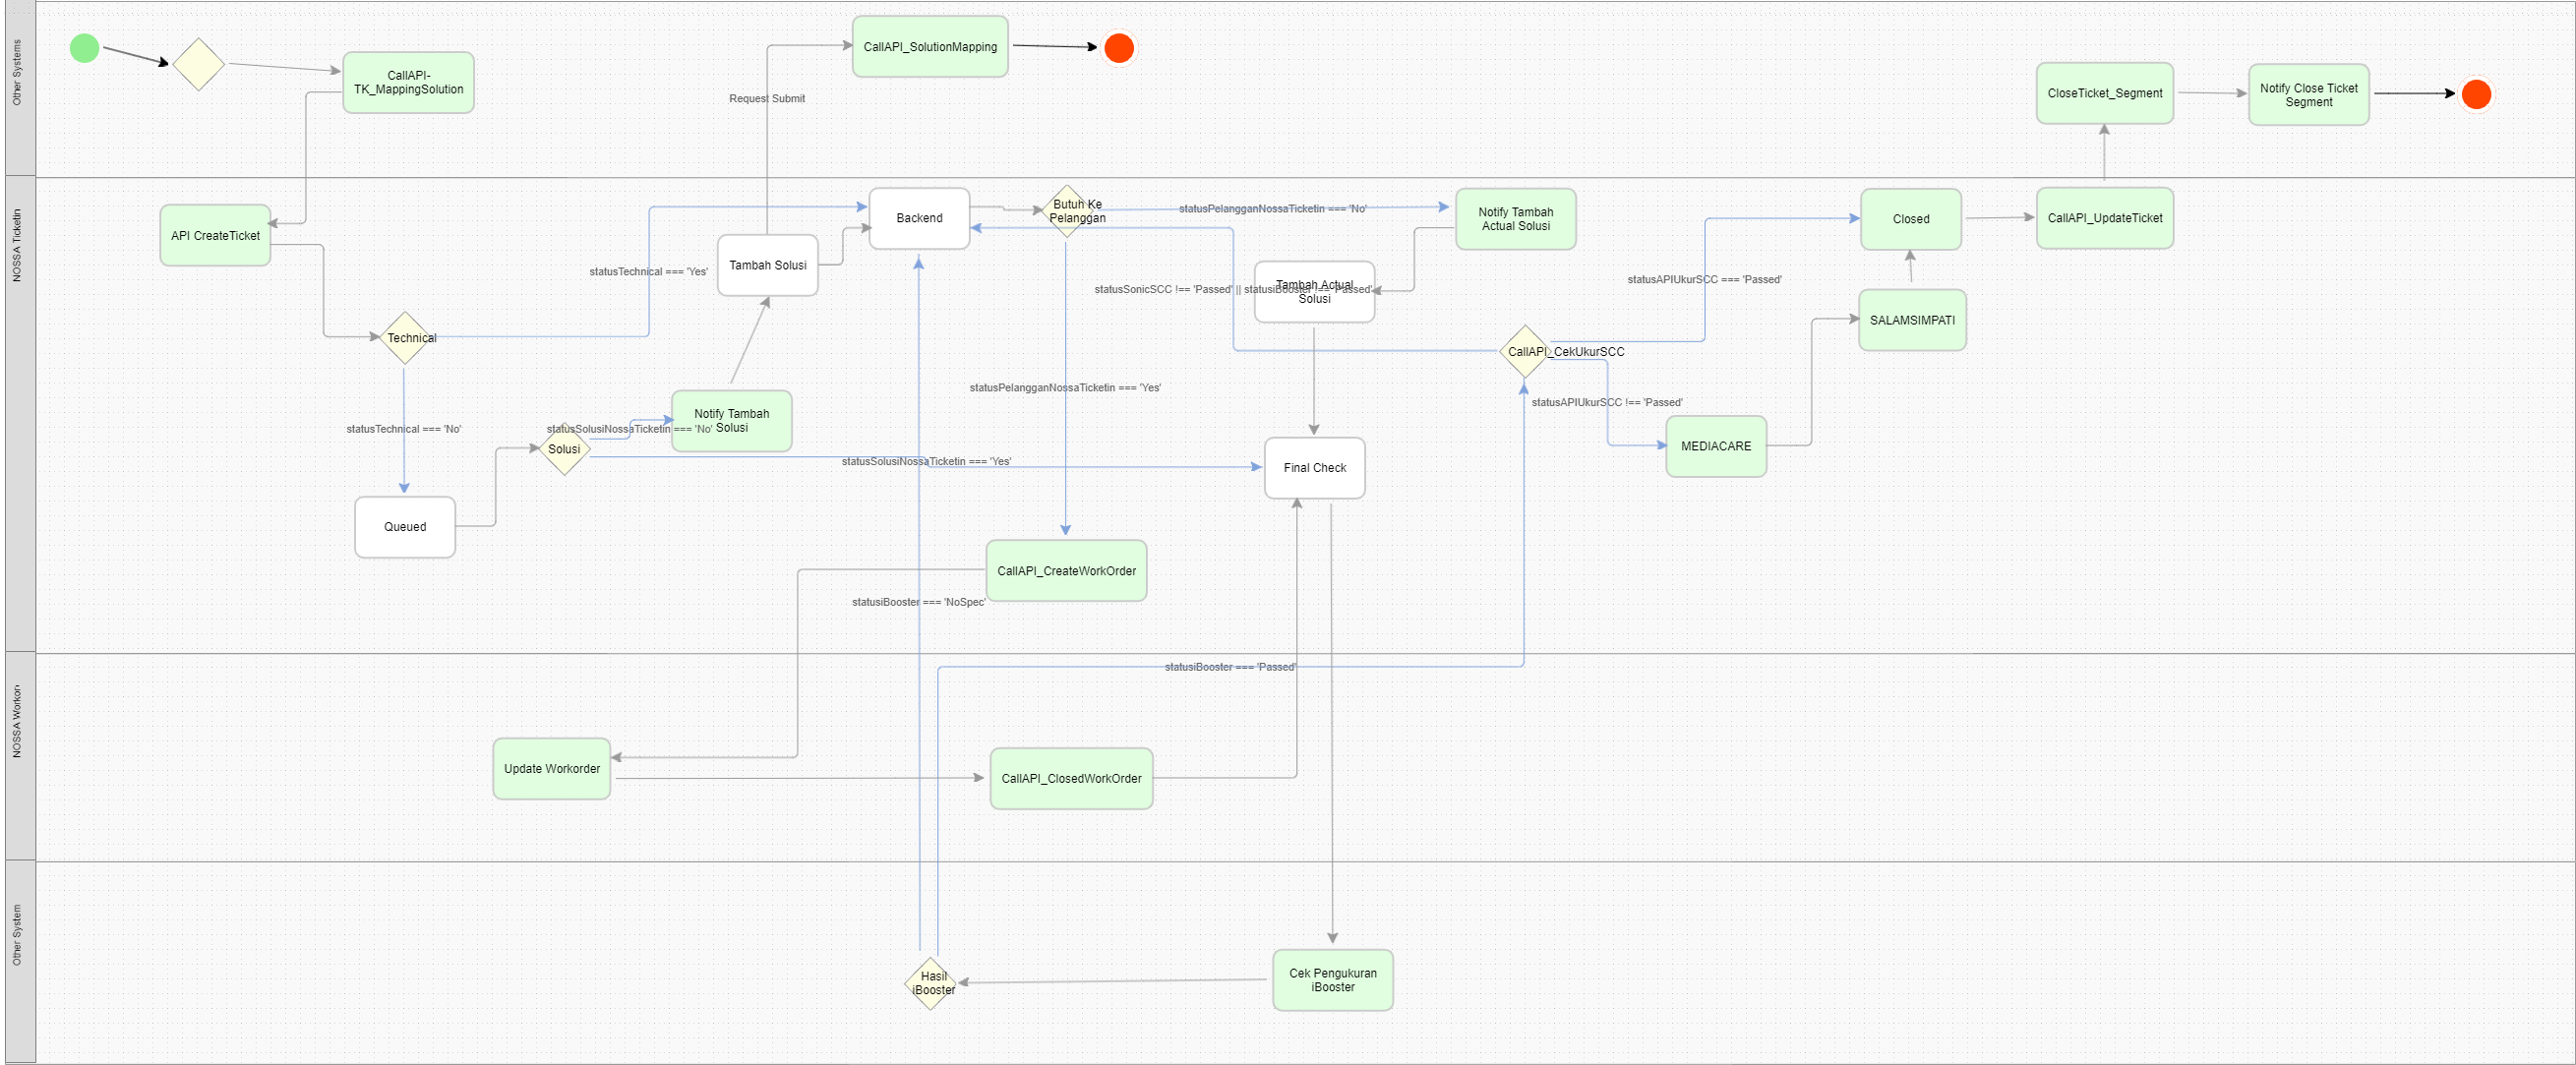 Other Systems
CallAPI-
TK_MappingSolution
Request Submit
CallAPI_SolutionMapping
CloseTicket_Segment
Notify Close Ticket
Segment
NOSSA Ticketin
API CreateTicket
Technical
statusTechnical === 'Yes'
statusTechnical === 'No'
Queued
Solusi
statusSolusiNossaTicketin === 'No'
statusSolusiNossaTicketin === 'Yes'
Notify Tambah
Solusi
Tambah Solusi
Backend
Butuh Ke
Pelanggan
statusPelangganNossaTicketin === 'No'
statusPelangganNossaTicketin === 'Yes'
Notify Tambah
Actual Solusi
Tambah Actual
Solusi
statusSonicSCC !== 'Passed' || statusiBooster !== 'Passed'
Final Check
CallAPI_CekUkurSCC
statusAPIUkurSCC === 'Passed'
statusAPIUkurSCC !== 'Passed'
MEDIACARE
SALAMSIMPATI
Closed
CallAPI_UpdateTicket
CallAPI_CreateWorkOrder
statusiBooster === 'NoSpec'
NOSSA Workor
statusiBooster === 'Passed'
Update Workorder
CallAPI_ClosedWorkOrder
Other System
Hasil
iBooster
Cek Pengukuran
iBooster